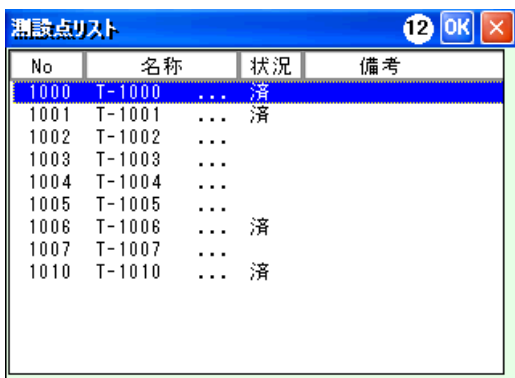 測設点リスト 12 OK ×
No 名称 状況 備考
1000 T-1000 ... 済
1001 T-1001 ... 済
1002 T-1002 ...
1003 T-1003 ...
1004 T-1004 ...
1005 T-1005 ...
1006 T-1006 ... 済
1007 T-1007 ...
1010 T-1010 ... 済